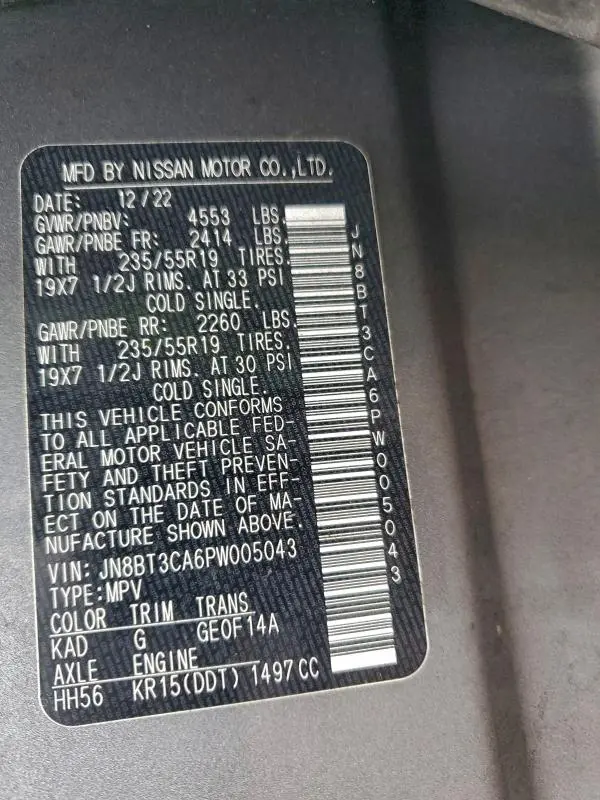 MFD BY NISSAN MOTOR CO.,LTD.
DATE: 12/22
GVWR/PNBV: 4553 LBS.
GAWR/PNBE FR: 2414 LBS.
WITH 235/55R19 TIRES.
19X7 1/2J RIMS. AT 33 PSI
COLD SINGLE.
GAWR/PNBE RR: 2260 LBS.
WITH 235/55R19 TIRES.
19X7 1/2J RIMS. AT 30 PSI
COLD SINGLE.
THIS VEHICLE CONFORMS
TO ALL APPLICABLE FED-
ERAL MOTOR VEHICLE SA-
FETY AND THEFT PREVEN-
TION STANDARDS IN EFF-
ECT ON THE DATE OF MA-
NUFACTURE SHOWN ABOVE.
VIN: JN8BT3CA6PW005043
TYPE:MPV
COLOR TRIM TRANS
KAD G GE0F14A
AXLE ENGINE
HH56 KR15(DDT) 1497CC
JN8BT3CA6PW005043